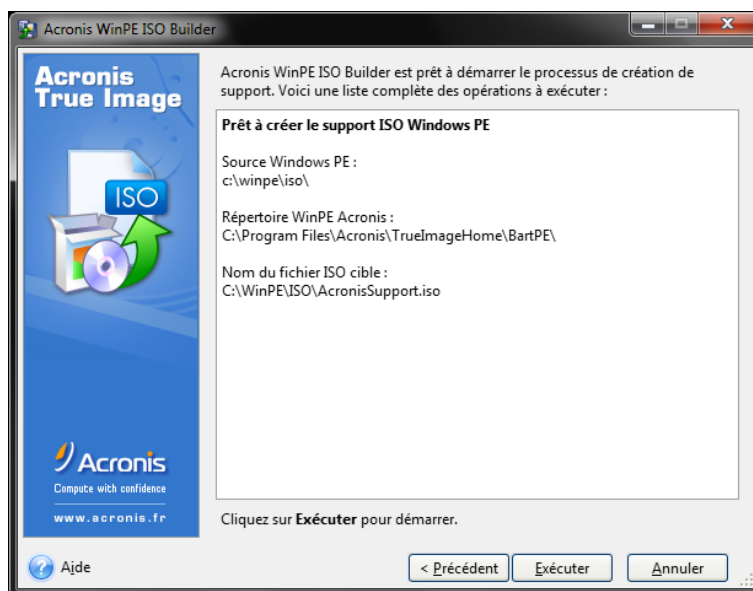 Acronis WinPE ISO Builder
Acronis
True Image
ISO
Acronis
Compute with confidence
www.acronis.fr
Acronis WinPE ISO Builder est prêt à démarrer le processus de création de
support. Voici une liste complète des opérations à exécuter :
Prêt à créer le support ISO Windows PE
Source Windows PE :
c:\winpe\iso\
Répertoire WinPE Acronis :
C:\Program Files\Acronis\TrueImageHome\BartPE\
Nom du fichier ISO cible :
C:\WinPE\ISO\AcronisSupport.iso
Cliquez sur Exécuter pour démarrer.
Aide
< Précédent
Exécuter
Annuler